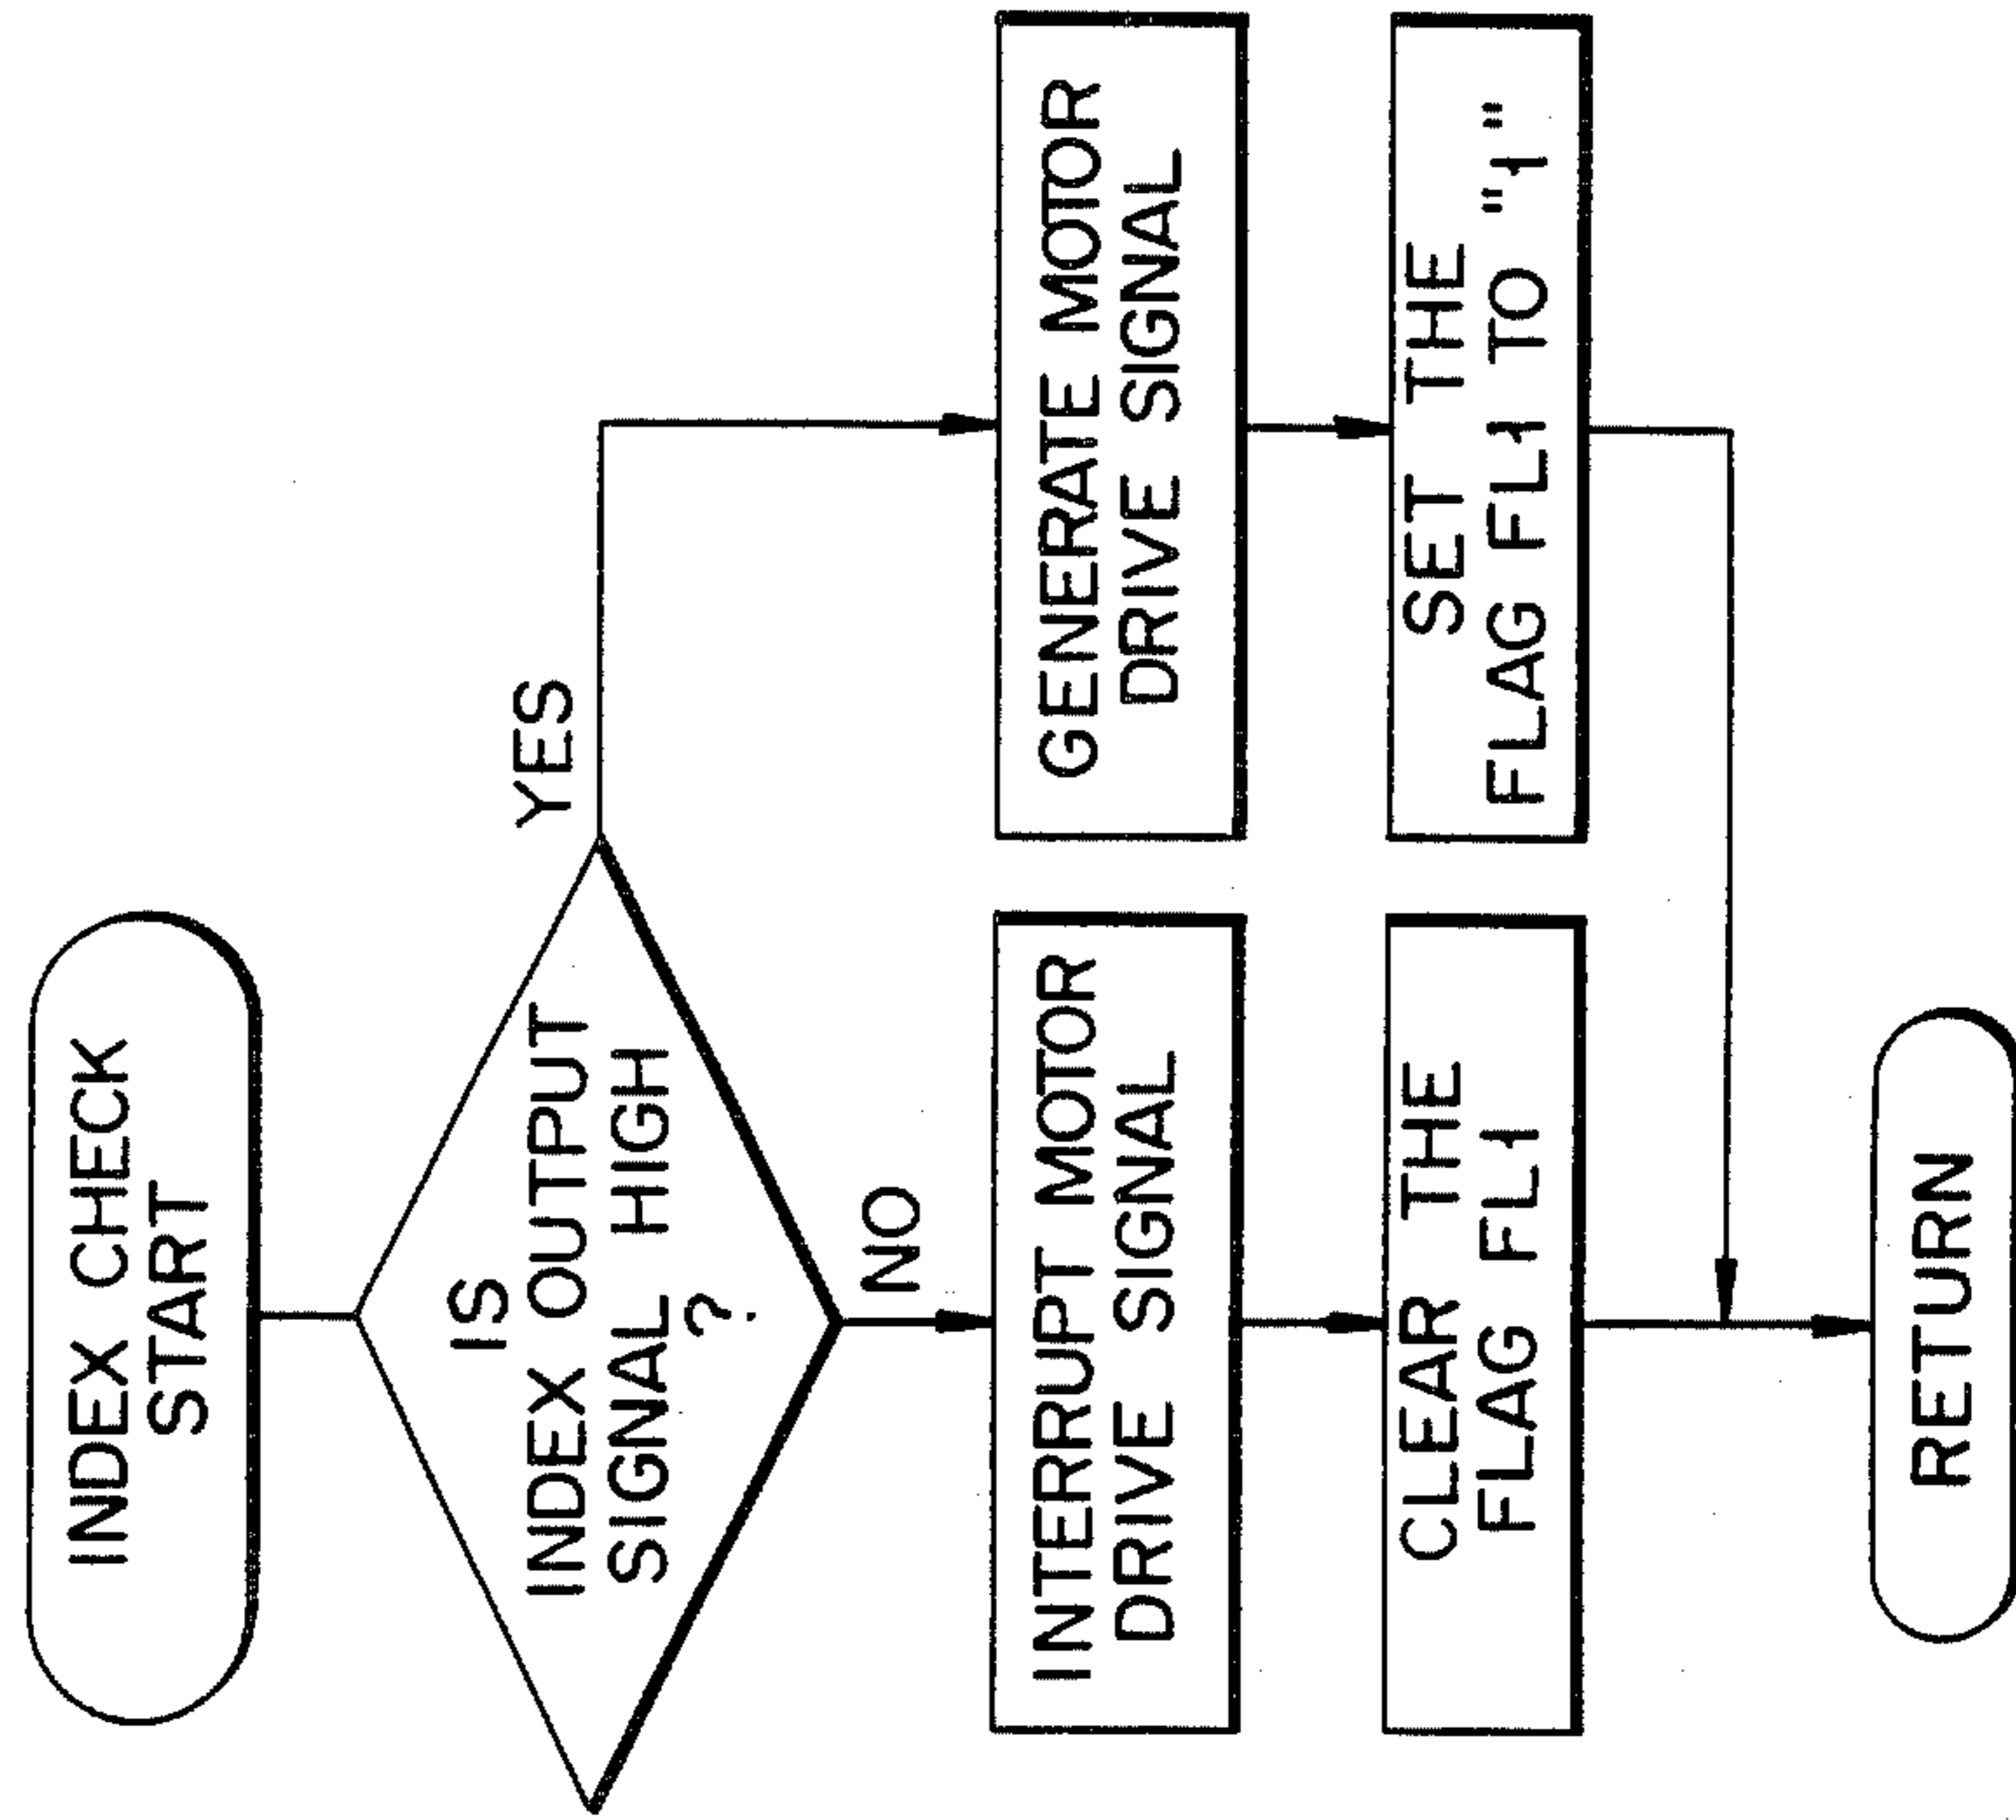 INDEX CHECK
START
IS
INDEX OUTPUT
SIGNAL HIGH
?
YES
NO
GENERATE MOTOR
DRIVE SIGNAL
INTERRUPT MOTOR
DRIVE SIGNAL
SET THE
FLAG FL1 TO "1"
CLEAR THE
FLAG FL1
RETURN